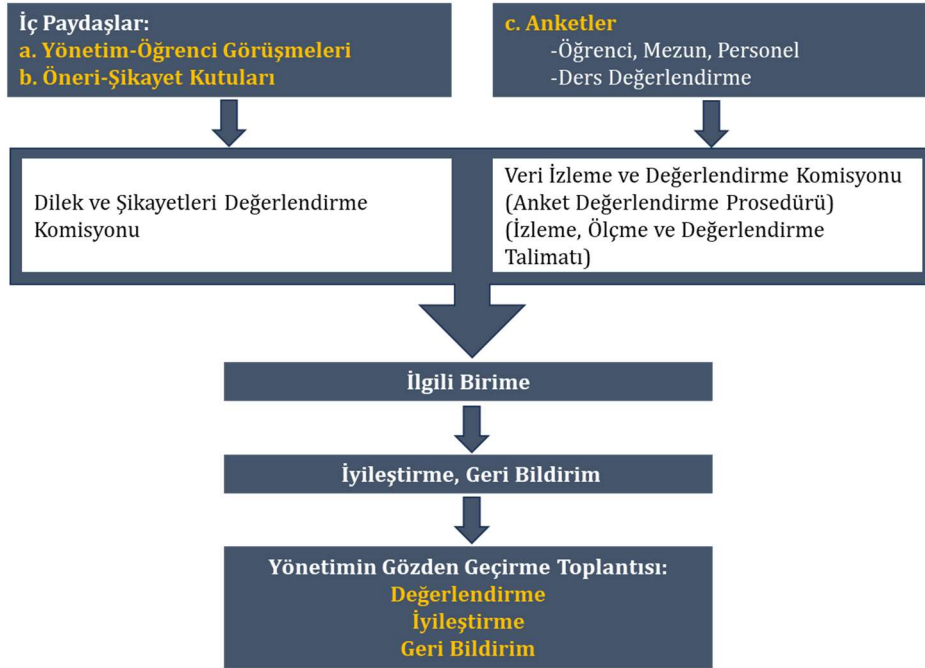 İç Paydaşlar:
a. Yönetim-Öğrenci Görüşmeleri
b. Öneri-Şikayet Kutuları
c. Anketler
-Öğrenci, Mezun, Personel
-Ders Değerlendirme
Dilek ve Şikayetleri Değerlendirme
Komisyonu
Veri İzleme ve Değerlendirme Komisyonu
(Anket Değerlendirme Prosedürü)
(İzleme, Ölçme ve Değerlendirme
Talimatı)
İlgili Birime
İyileştirme, Geri Bildirim
Yönetimin Gözden Geçirme Toplantısı:
Değerlendirme
İyileştirme
Geri Bildirim